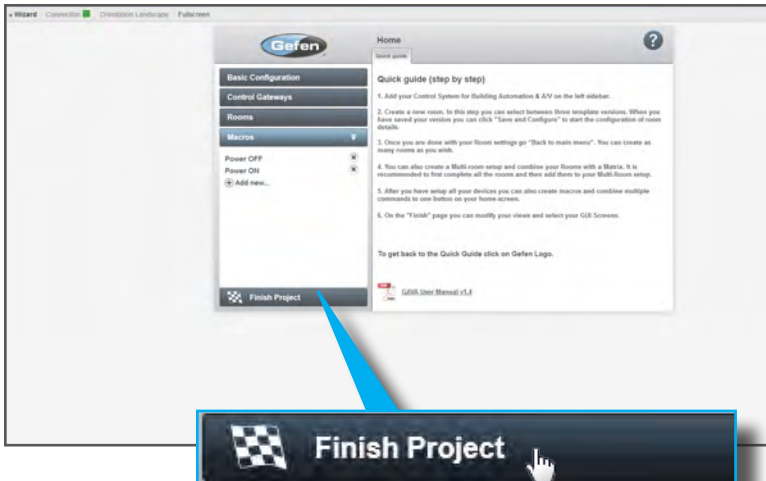 » Wizard Connection Orientation Landscape Fullscreen
Gefen
Home
Quick guide
?
Basic Configuration
Control Gateways
Rooms
Macros
Power OFF
Power ON
Add new...
Finish Project
Quick guide (step by step)
1. Add your Control System for Building Automation & A/V on the left sidebar.
2. Create a new room. In this step you can select between three template versions. When you
have saved your version you can click "Save and Configure" to start the configuration of room
details.
3. Once you are done with your Room settings go "Back to main menu". You can create as
many rooms as you wish.
4. You can also create a Multi-room setup and combine your Rooms with a Matrix. It is
recommended to first complete all the rooms and then add them to your Multi-Room setup.
5. After you have setup all your devices you can also create macros and combine multiple
commands to one button on your home-screen.
6. On the "Finish" page you can modify your views and select your GUI Screens.
To get back to the Quick Guide click on Gefen Logo.
GAVA User Manual v1.4
Finish Project